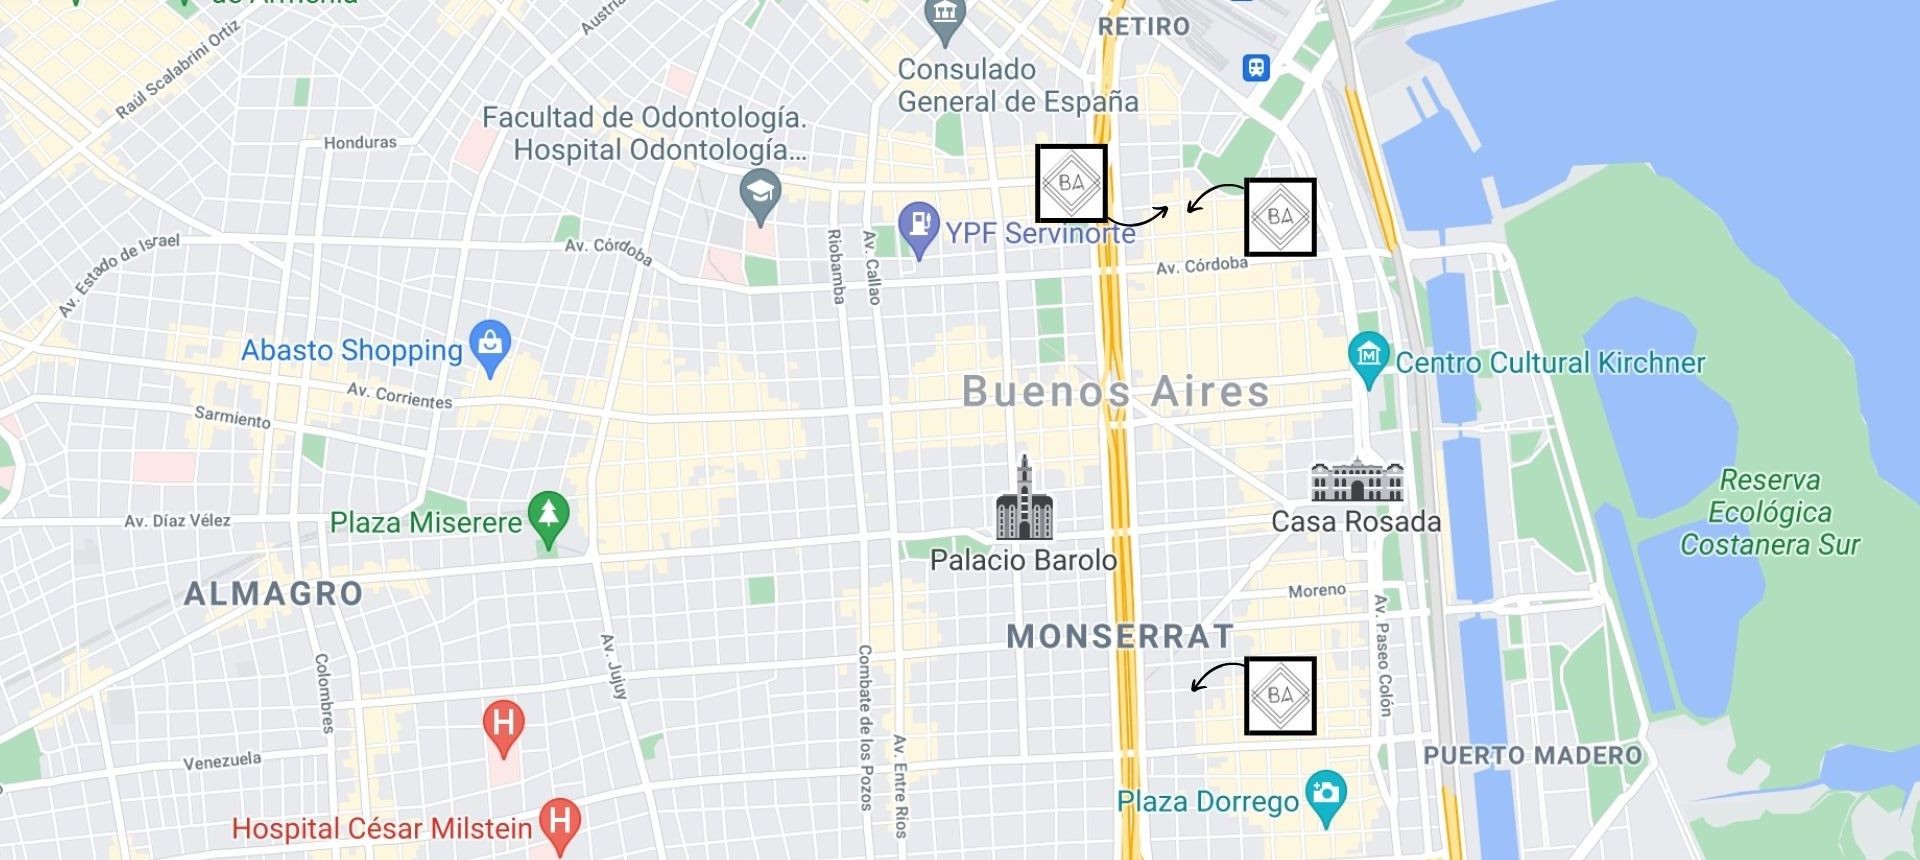 de Armenia
Austria
RETIRO
Raúl Scalabrini Ortiz
Consulado
General de España
Facultad de Odontología.
Hospital Odontología...
Honduras
BA
BA
YPF Servinorte
Av. Estado de Israel
Av. Córdoba
Riobamba
Av. Callao
Av. Córdoba
Abasto Shopping
Centro Cultural Kirchner
Av. Corrientes
Buenos Aires
Sarmiento
M
Reserva
Ecológica
Costanera Sur
Av. Díaz Vélez
Plaza Miserere
Casa Rosada
Palacio Barolo
ALMAGRO
Moreno
MONSERRAT
Av. Paseo Colón
Av. Jujuy
Colombres
Combate de los Pozos
BA
H
Av. Entre Ríos
Venezuela
PUERTO MADERO
Plaza Dorrego
Hospital César Milstein
H